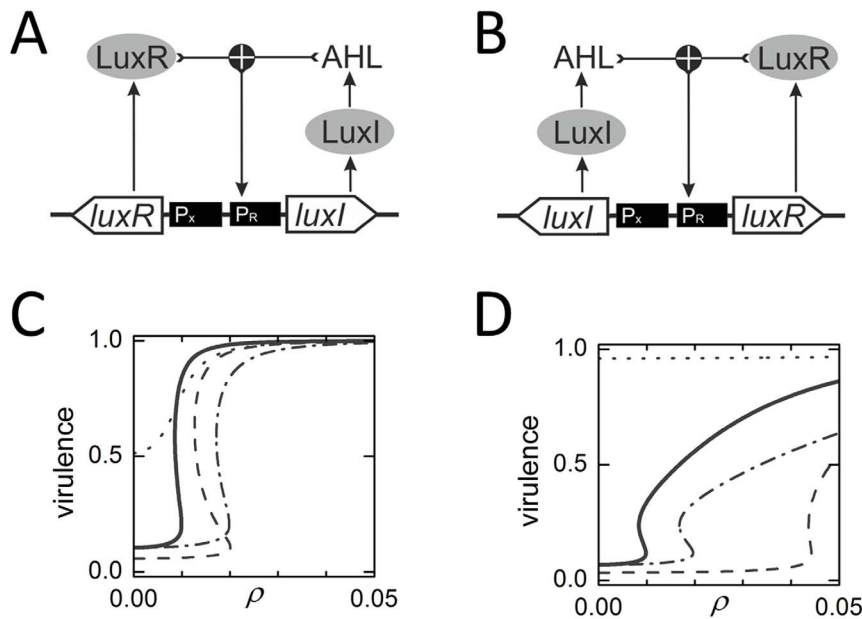 A
LuxR
AHL
LuxI
luxR
Px
PR
luxI
B
AHL
LuxR
LuxI
luxI
Px
PR
luxR
C
1.0
0.5
0.0
virulence
0.00
ρ
0.05
D
1.0
0.5
0.0
virulence
0.00
ρ
0.05